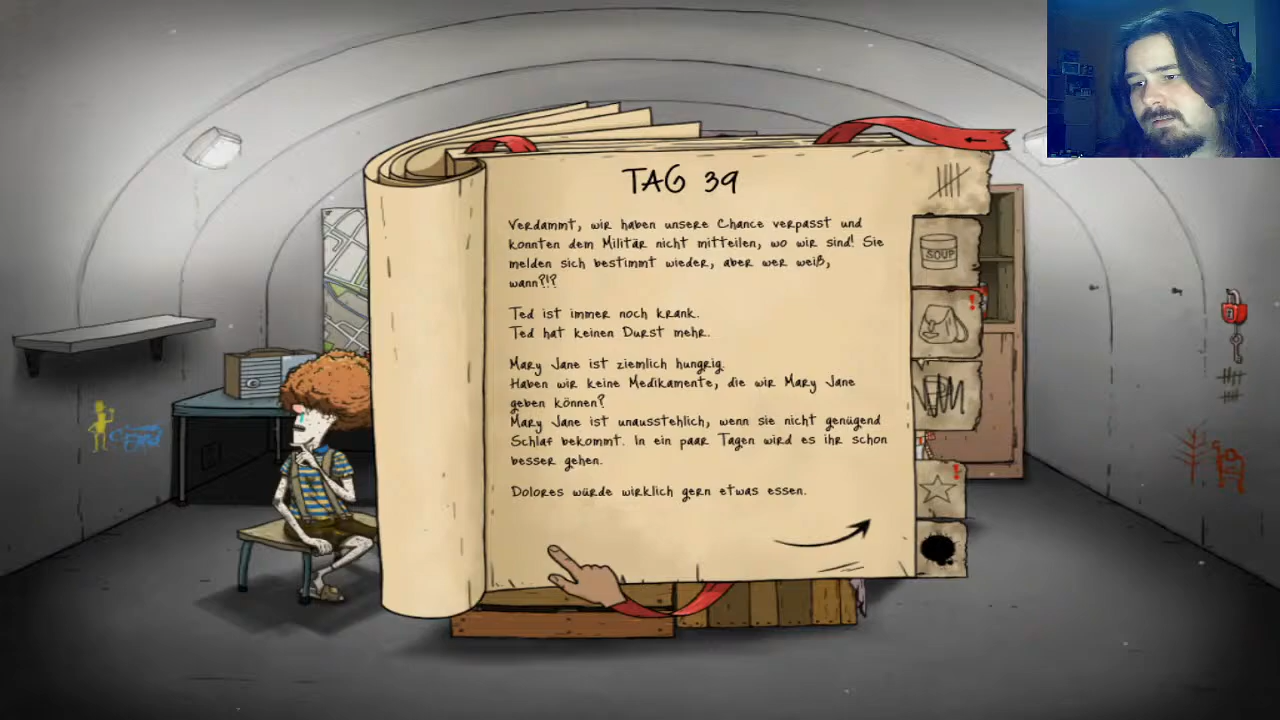 TAG 39
Verdammt, wir haben unsere Chance verpasst und
konnten dem Militär nicht mitteilen, wo wir sind! Sie
melden sich bestimmt wieder, aber wer weiß,
wann?!?
Ted ist immer noch krank.
Ted hat keinen Durst mehr.
Mary Jane ist ziemlich hungrig.
Haben wir keine Medikamente, die wir Mary Jane
geben können?
Mary Jane ist unausstehlich, wenn sie nicht genügend
Schlaf bekommt. In ein paar Tagen wird es ihr schon
besser gehen.
Dolores würde wirklich gern etwas essen.
SOUP